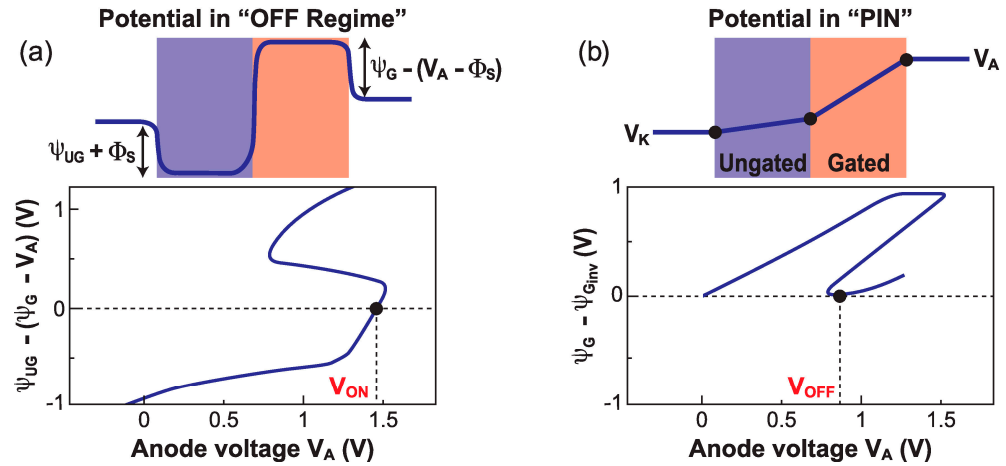 Potential in “OFF Regime”
(a)
ψG – (VA – ΦS)
ψUG + ΦS
ψUG – (ψG – VA) (V)
1
0
-1
VON
0 0.5 1 1.5
Anode voltage VA (V)
Potential in “PIN”
(b)
VK
VA
Ungated Gated
ψG – ψGinv (V)
1
0
-1
VOFF
0 0.5 1 1.5
Anode voltage VA (V)